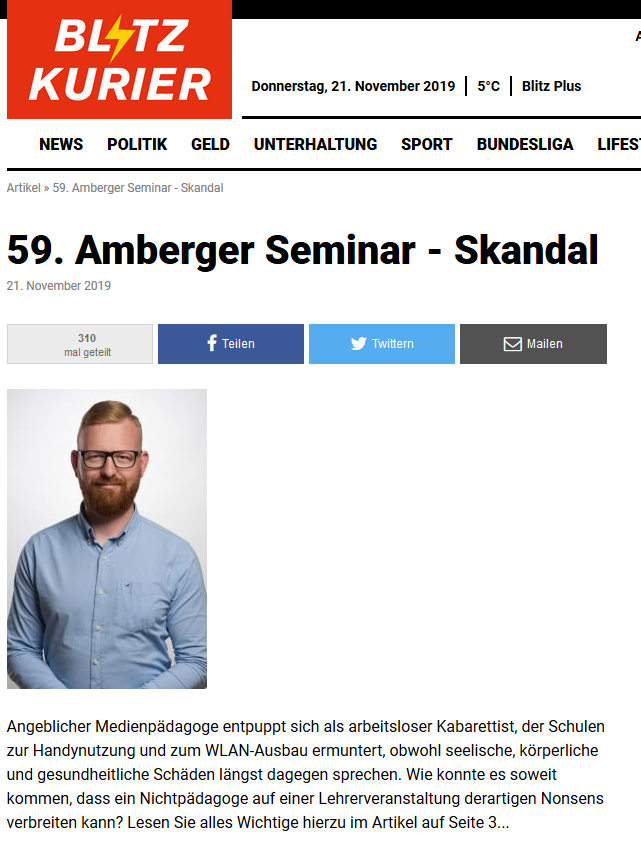 BLTZ
KURIER
A
Donnerstag, 21. November 2019 5°C Blitz Plus
NEWS POLITIK GELD UNTERHALTUNG SPORT BUNDESLIGA LIFEST
Artikel » 59. Amberger Seminar - Skandal
59. Amberger Seminar - Skandal
21. November 2019
310
mal geteilt
Teilen
Twittern
Mailen
Angeblicher Medienpädagoge entpuppt sich als arbeitsloser Kabarettist, der Schulen
zur Handynutzung und zum WLAN-Ausbau ermuntert, obwohl seelische, körperliche
und gesundheitliche Schäden längst dagegen sprechen. Wie konnte es soweit
kommen, dass ein Nichtpädagoge auf einer Lehrerveranstaltung derartigen Nonsens
verbreiten kann? Lesen Sie alles Wichtige hierzu im Artikel auf Seite 3...